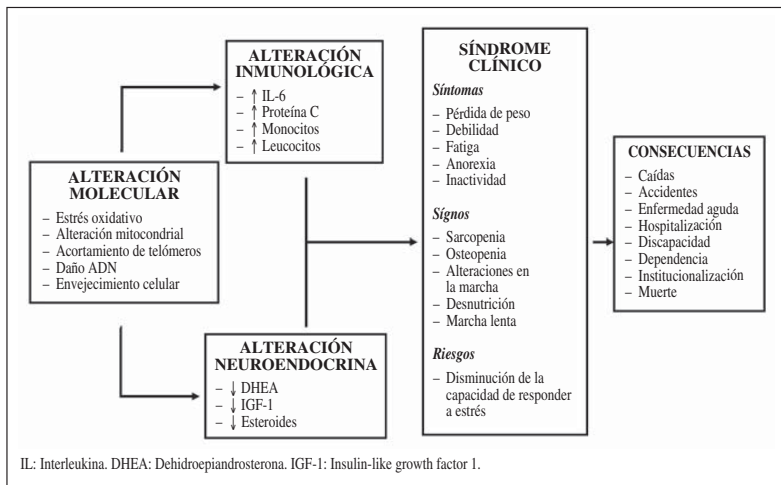 ALTERACIÓN
INMUNOLÓGICA
– ↑ IL-6
– ↑ Proteína C
– ↑ Monocitos
– ↑ Leucocitos
ALTERACIÓN
MOLECULAR
– Estrés oxidativo
– Alteración mitocondrial
– Acortamiento de telómeros
– Daño ADN
– Envejecimiento celular
ALTERACIÓN
NEUROENDOCRINA
– ↓ DHEA
– ↓ IGF-1
– ↓ Esteroides
SÍNDROME
CLÍNICO
Síntomas
– Pérdida de peso
– Debilidad
– Fatiga
– Anorexia
– Inactividad
Sígnos
– Sarcopenia
– Osteopenia
– Alteraciones en
la marcha
– Desnutrición
– Marcha lenta
Riesgos
– Disminución de la
capacidad de responder
a estrés
CONSECUENCIAS
– Caídas
– Accidentes
– Enfermedad aguda
– Hospitalización
– Discapacidad
– Dependencia
– Institucionalización
– Muerte
IL: Interleukina. DHEA: Dehidroepiandrosterona. IGF-1: Insulin-like growth factor 1.